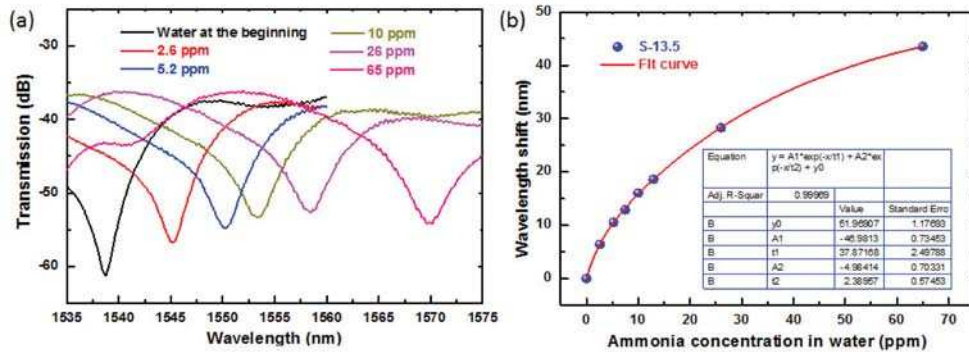 (a)
Transmission (dB)
-30
-40
-50
-60
Water at the beginning
2.6 ppm
5.2 ppm
10 ppm
26 ppm
65 ppm
1535 1540 1545 1550 1555 1560 1565 1570 1575
Wavelength (nm)
(b)
Wavelength shift (nm)
50
40
30
20
10
0
S-13.5
Fit curve
Equation y = A1*exp(-x/t1) + A2*ex
p(-x/t2) + y0
Adj. R-Squar 0.99969
Value Standard Erro
B y0 51.96907 1.17693
B A1 -46.9813 0.73453
B t1 37.87168 2.49788
B A2 -4.98414 0.70331
B t2 2.38957 0.57453
0 10 20 30 40 50 60 70
Ammonia concentration in water (ppm)